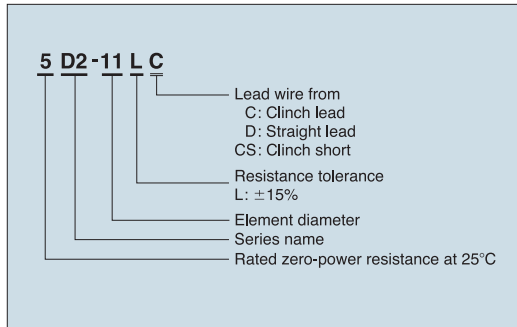 5 D2-11 L C
Lead wire from
C: Clinch lead
D: Straight lead
CS: Clinch short
Resistance tolerance
L: ±15%
Element diameter
Series name
Rated zero-power resistance at 25°C